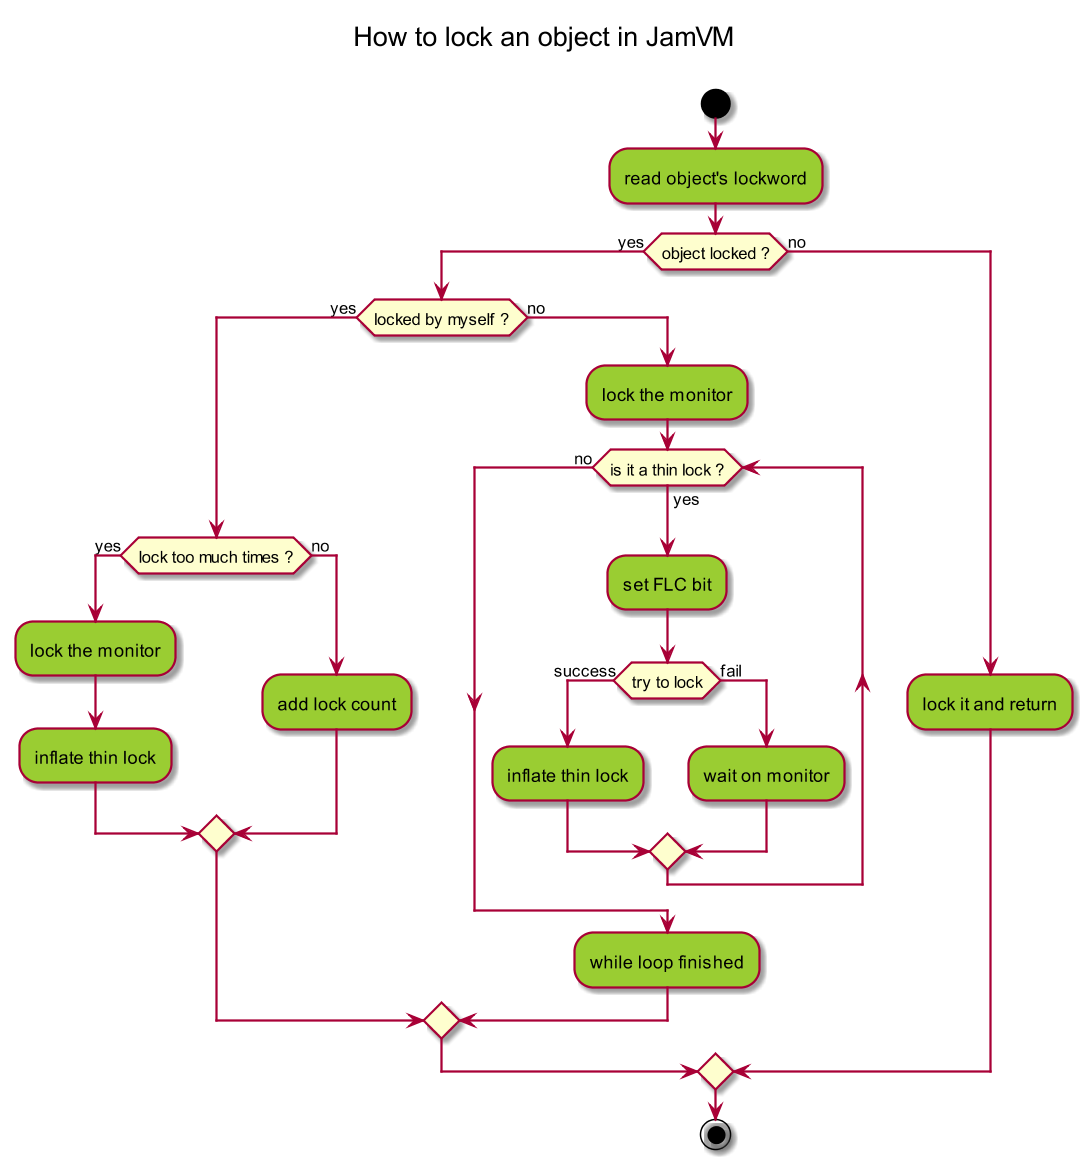 How to lock an object in JamVM
read object's lockword
yes
object locked ?
no
yes
locked by myself ?
no
lock the monitor
no
is it a thin lock ?
yes
yes
lock too much times ?
no
set FLC bit
lock the monitor
success
try to lock
fail
add lock count
lock it and return
inflate thin lock
inflate thin lock
wait on monitor
while loop finished